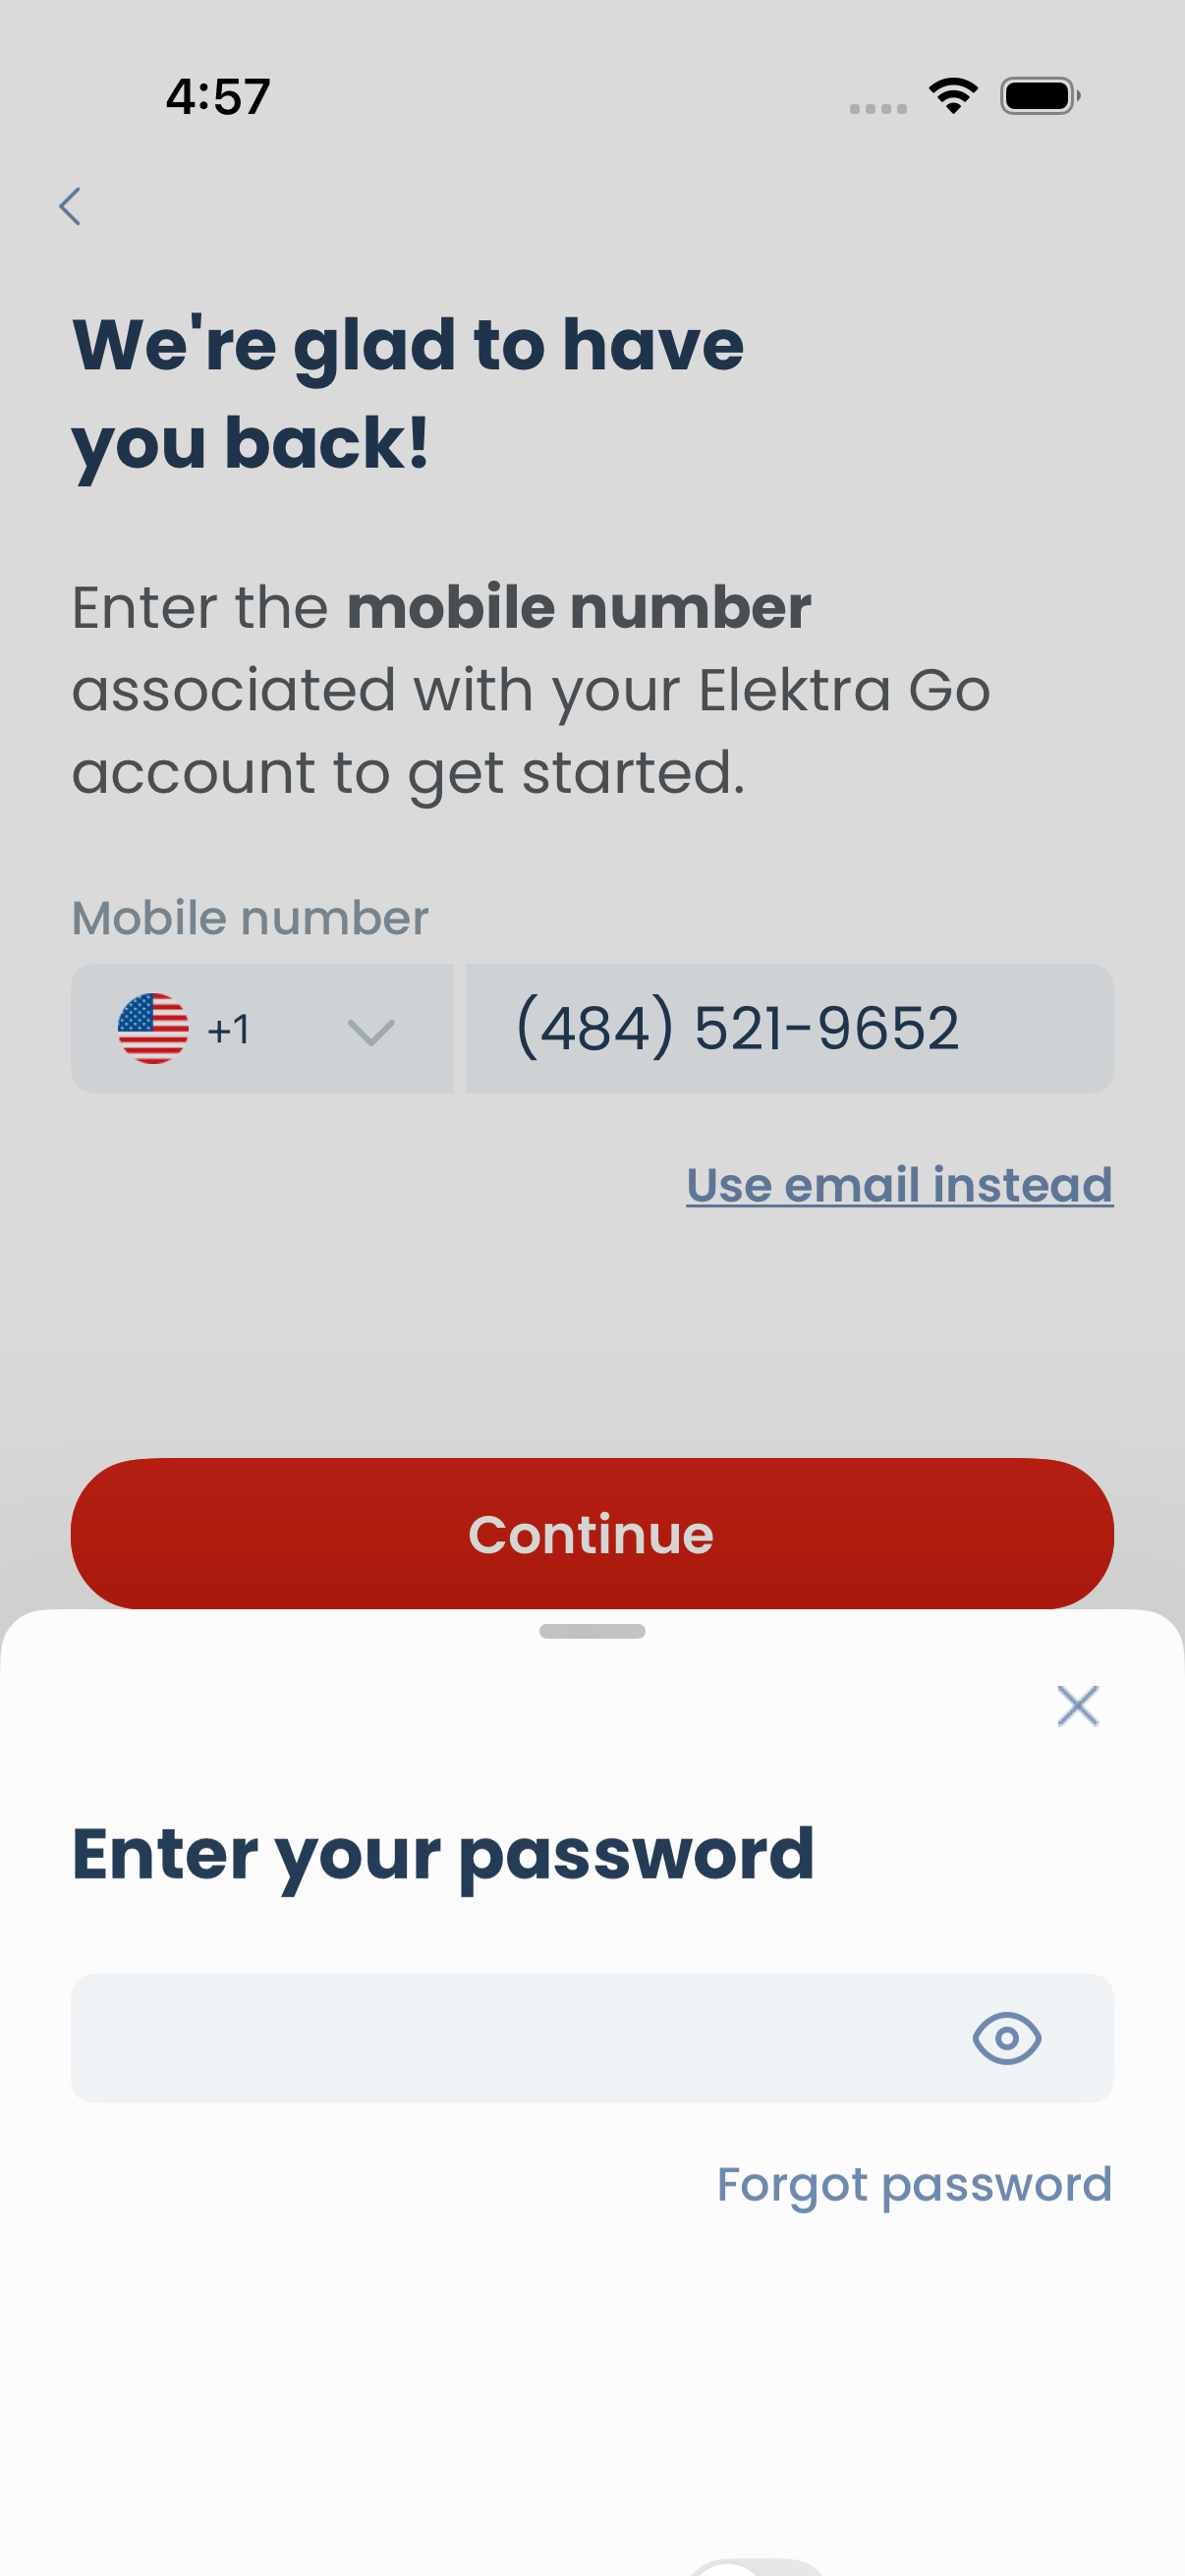 4:57
We're glad to have
you back!
Enter the mobile number
associated with your Elektra Go
account to get started.
Mobile number
+1
(484) 521-9652
Use email instead
Continue
Enter your password
Forgot password